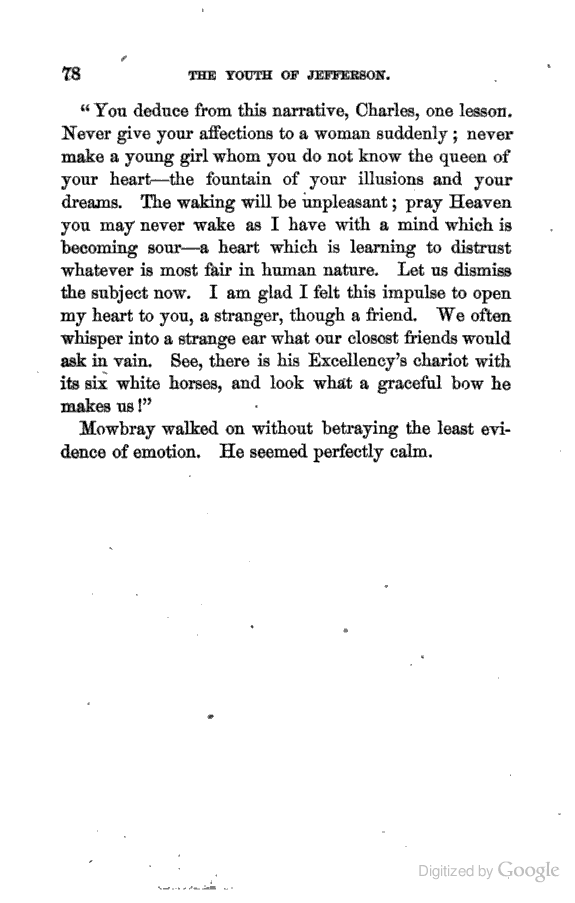 78 THE YOUTH OF JEFFERSON.
“You deduce from this narrative, Charles, one lesson.
Never give your affections to a woman suddenly; never
make a young girl whom you do not know the queen of
your heart—the fountain of your illusions and your
dreams. The waking will be unpleasant; pray Heaven
you may never wake as I have with a mind which is
becoming sour—a heart which is learning to distrust
whatever is most fair in human nature. Let us dismiss
the subject now. I am glad I felt this impulse to open
my heart to you, a stranger, though a friend. We often
whisper into a strange ear what our closest friends would
ask in vain. See, there is his Excellency’s chariot with
its six white horses, and look what a graceful bow he
makes us!”
Mowbray walked on without betraying the least evi-
dence of emotion. He seemed perfectly calm.
Digitized by Google